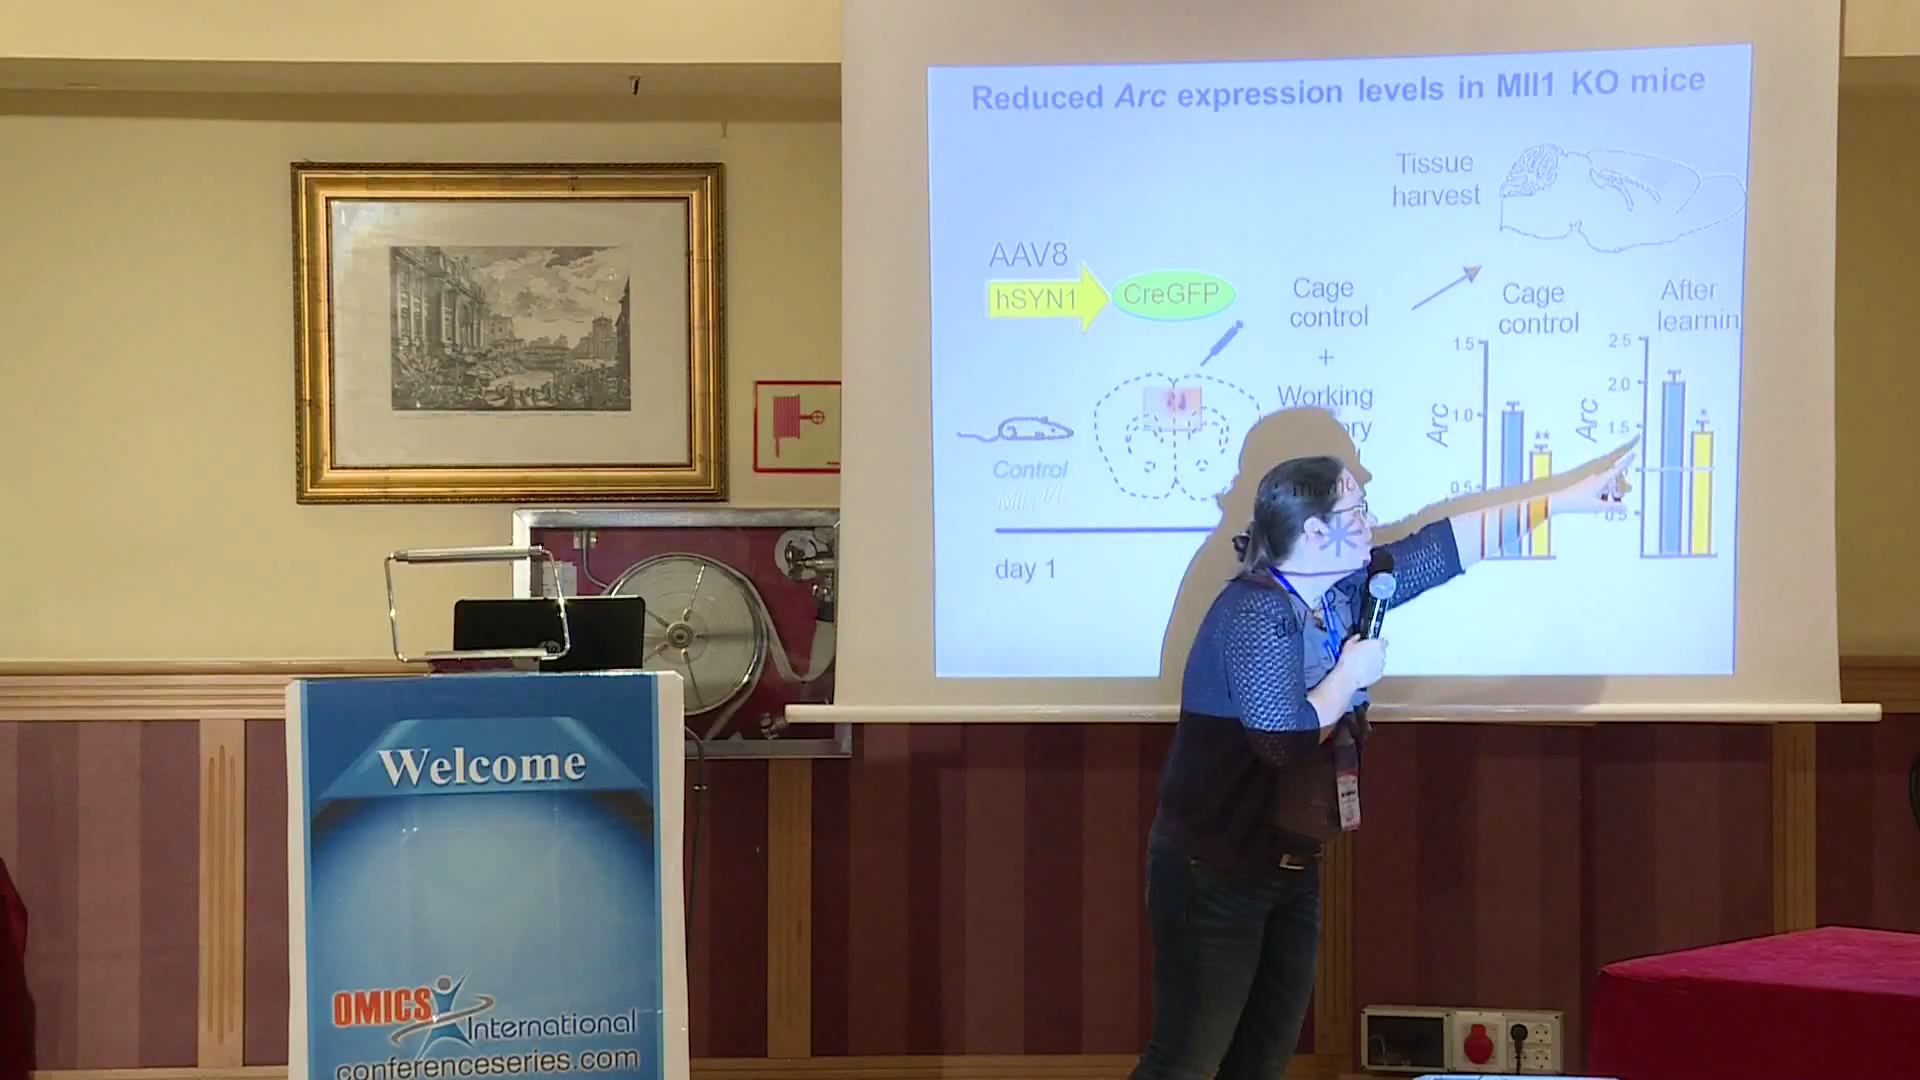 Reduced Arc expression levels in Mll1 KO mice
Tissue
harvest
AAV8
hSYN1
CreGFP
Cage
control
+
Working
Cage
control
After
learnin
1.5
1.0
0.5
Arc
**
2.5
2.0
1.5
0.5
Arc
*
Control
day 1
Welcome
OMICS
International
conferenceseries.com